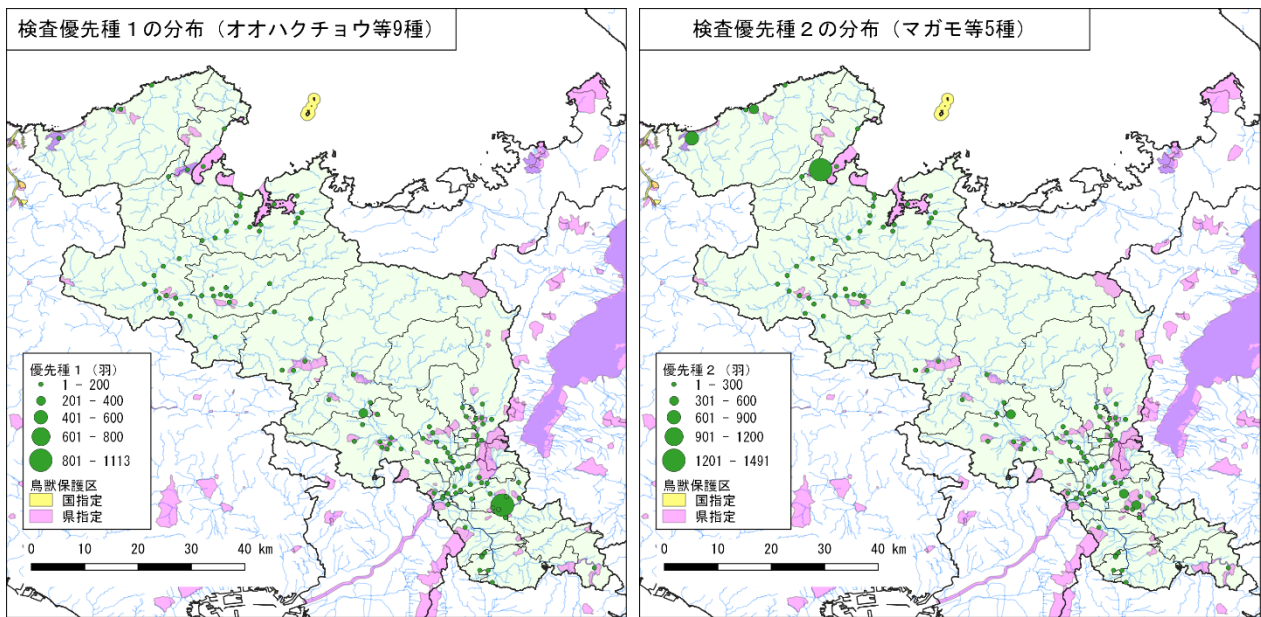 検査優先種１の分布（オオハクチョウ等9種）
優先種１（羽）
1 - 200
201 - 400
401 - 600
601 - 800
801 - 1113
鳥獣保護区
国指定
県指定
0 10 20 30 40 km
検査優先種２の分布（マガモ等5種）
優先種２（羽）
1 - 300
301 - 600
601 - 900
901 - 1200
1201 - 1491
鳥獣保護区
国指定
県指定
0 10 20 30 40 km